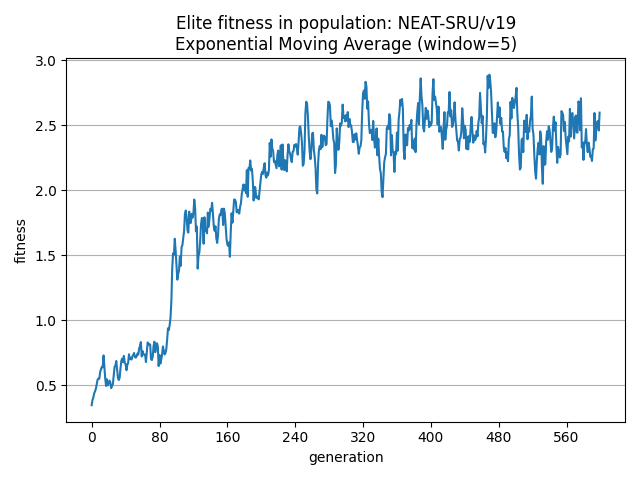 Elite fitness in population: NEAT-SRU/v19
Exponential Moving Average (window=5)
3.0
2.5
2.0
1.5
1.0
0.5
fitness
0 80 160 240 320 400 480 560
generation